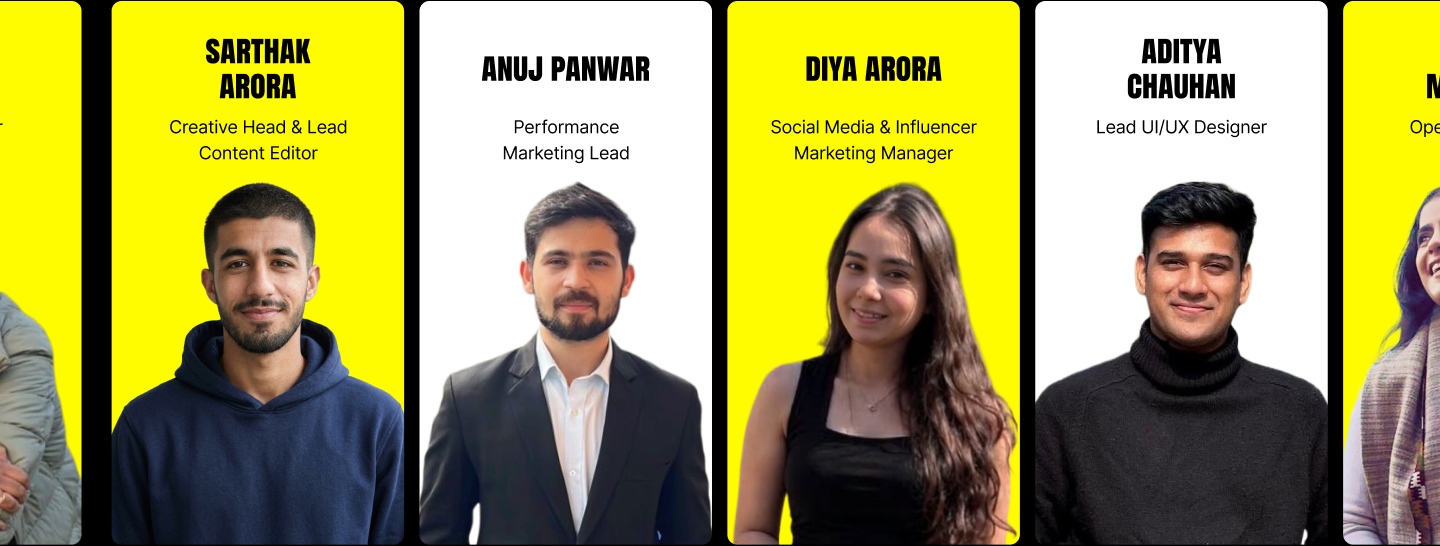 SARTHAK
ARORA
Creative Head & Lead
Content Editor
ANUJ PANWAR
Performance
Marketing Lead
DIYA ARORA
Social Media & Influencer
Marketing Manager
ADITYA
CHAUHAN
Lead UI/UX Designer